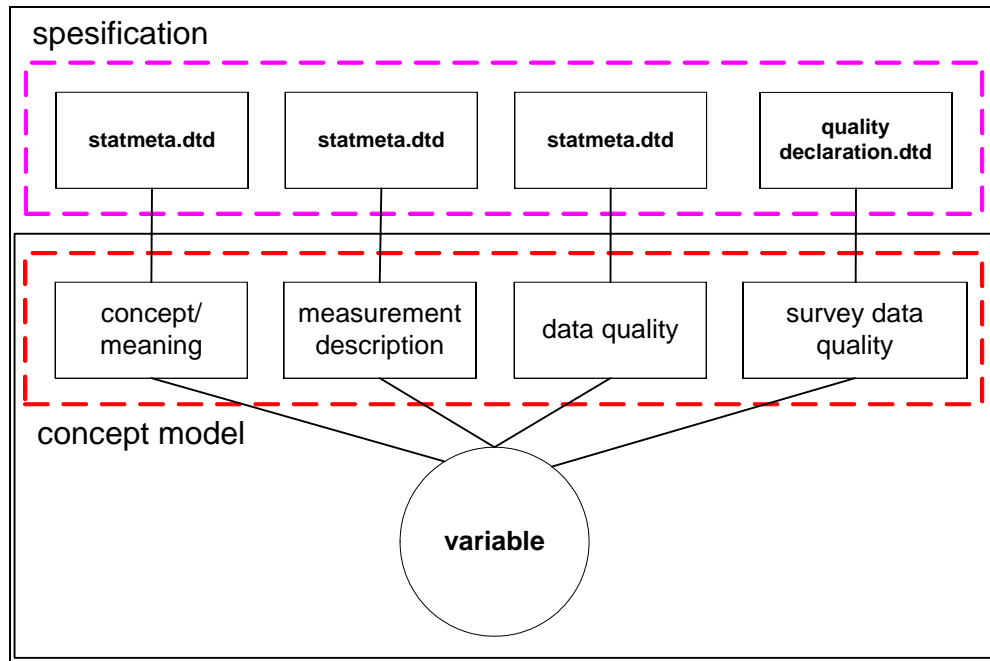 spesification
statmeta.dtd
statmeta.dtd
statmeta.dtd
quality
declaration.dtd
concept/
meaning
measurement
description
data quality
survey data
quality
concept model
variable